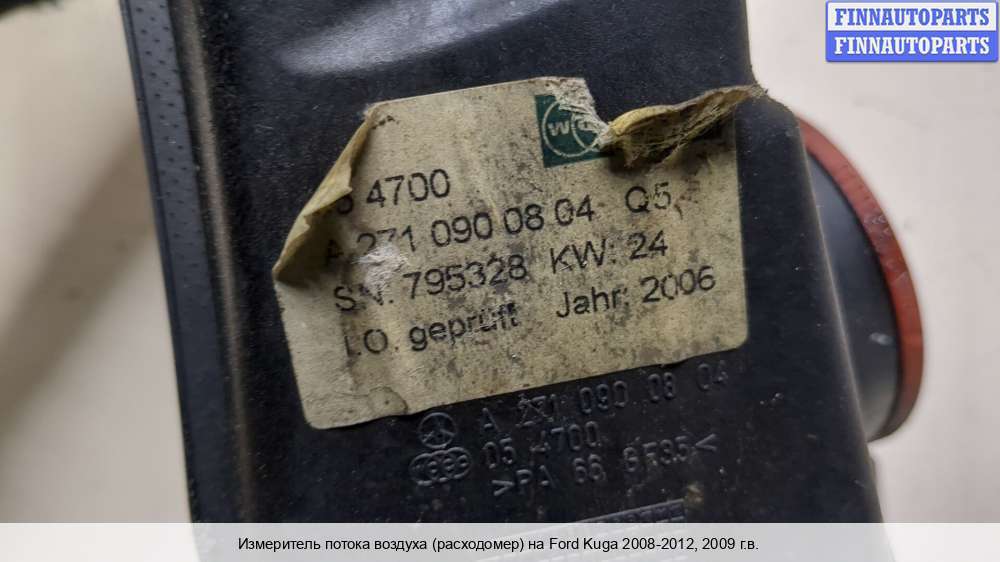 FINNAUTOPARTS
FINNAUTOPARTS
4700
A 271 090 08 04 Q5
SN: 795328 KW: 24
I.O. geprüft Jahr: 2006
A 271 090 08 04
05 4700
>PA 66 GF35<
Измеритель потока воздуха (расходомер) на Ford Kuga 2008-2012, 2009 г.в.